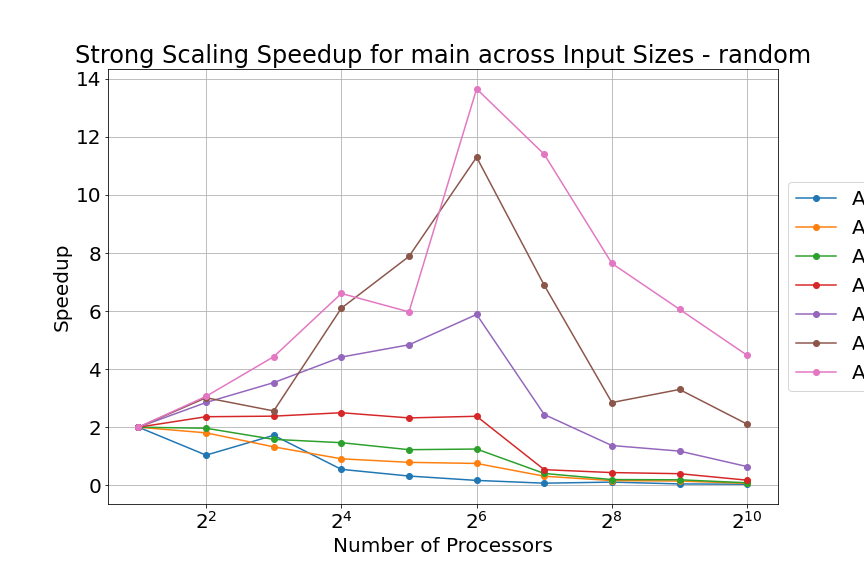 Strong Scaling Speedup for main across Input Sizes - random
14
12
10
8
6
4
2
0
Speedup
2^2
2^4
2^6
2^8
2^10
Number of Processors
A
A
A
A
A
A
A